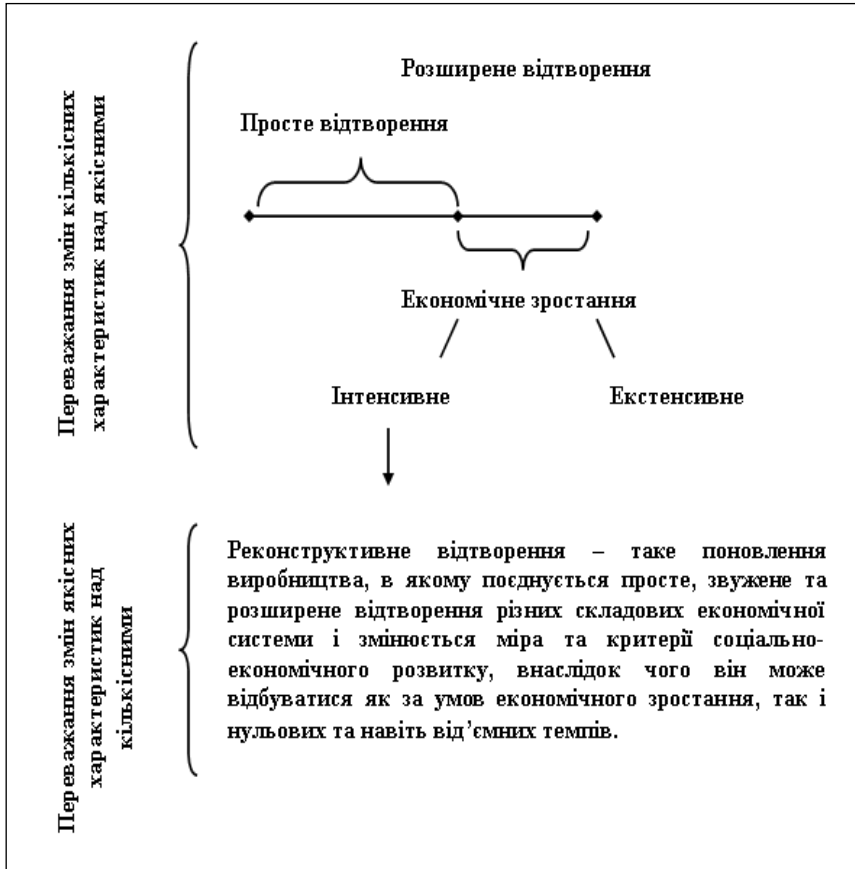 Переважання змін кількісних
характеристик над якісними
Розширене відтворення
Просте відтворення
Економічне зростання
Інтенсивне
Екстенсивне
Переважання змін якісних
характеристик над
кількісними
Реконструктивне відтворення – таке поновлення
виробництва, в якому поєднується просте, звужене та
розширене відтворення різних складових економічної
системи і змінюється міра та критерії соціально-
економічного розвитку, внаслідок чого він може
відбуватися як за умов економічного зростання, так і
нульових та навіть від’ємних темпів.